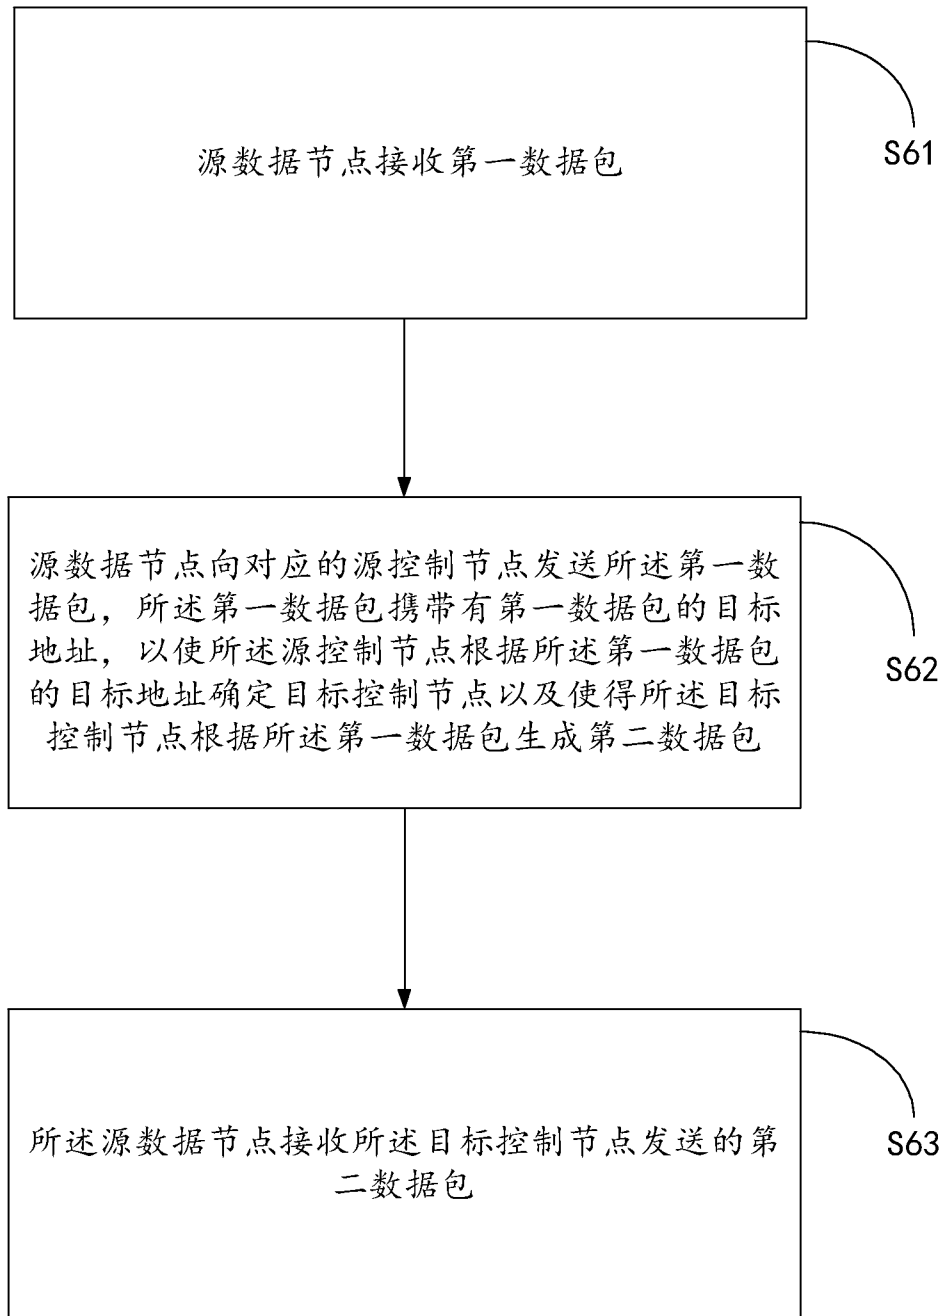 源数据节点接收第一数据包
S61
源数据节点向对应的源控制节点发送所述第一数
据包，所述第一数据包携带有第一数据包的目标
地址，以使所述源控制节点根据所述第一数据包
的目标地址确定目标控制节点以及使得所述目标
控制节点根据所述第一数据包生成第二数据包
S62
所述源数据节点接收所述目标控制节点发送的第
二数据包
S63